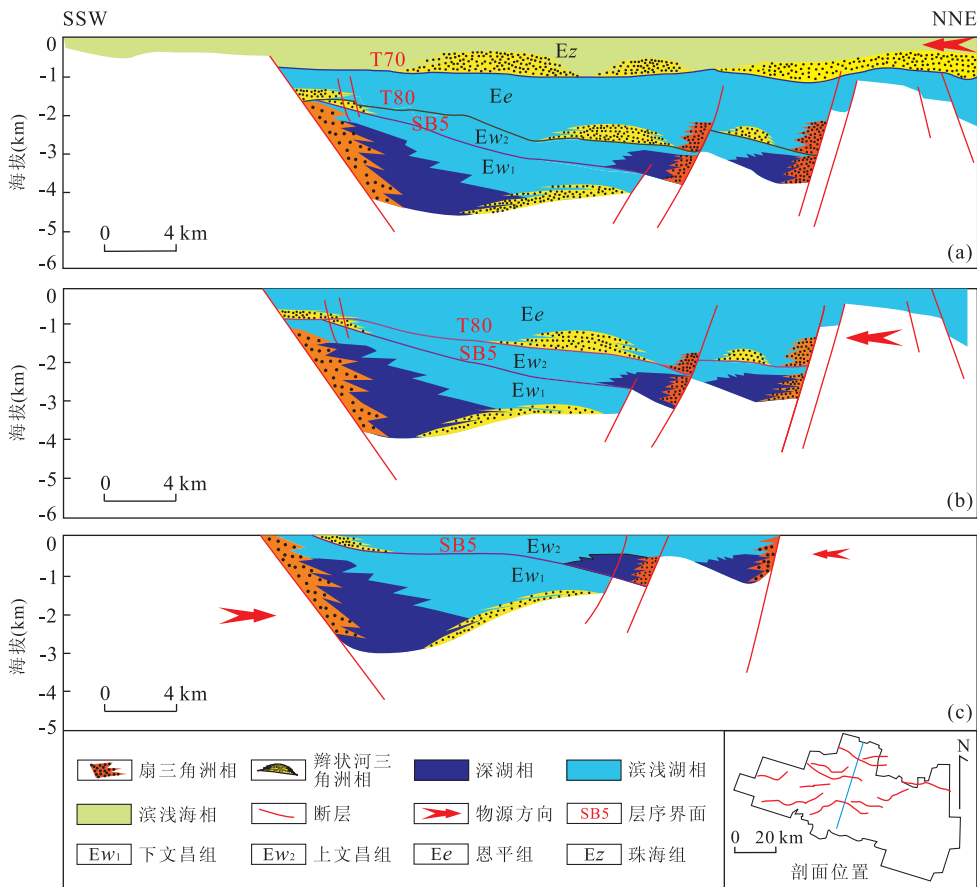 SSW
NNE
0
-1
-2
-3
-4
-5
-6
海拔(km)
T70
Ez
T80
Ee
SB5
Ew₂
Ew₁
0 4 km
(a)
0
-1
-2
-3
-4
-5
-6
海拔(km)
T80
Ee
SB5
Ew₂
Ew₁
0 4 km
(b)
0
-1
-2
-3
-4
-5
海拔(km)
SB5
Ew₂
Ew₁
0 4 km
(c)
扇三角洲相
辫状河三
角洲相
深湖相
滨浅湖相
滨浅海相
断层
物源方向
SB5 层序界面
Ew₁ 下文昌组
Ew₂ 上文昌组
Ee 恩平组
Ez 珠海组
N
0 20 km
剖面位置